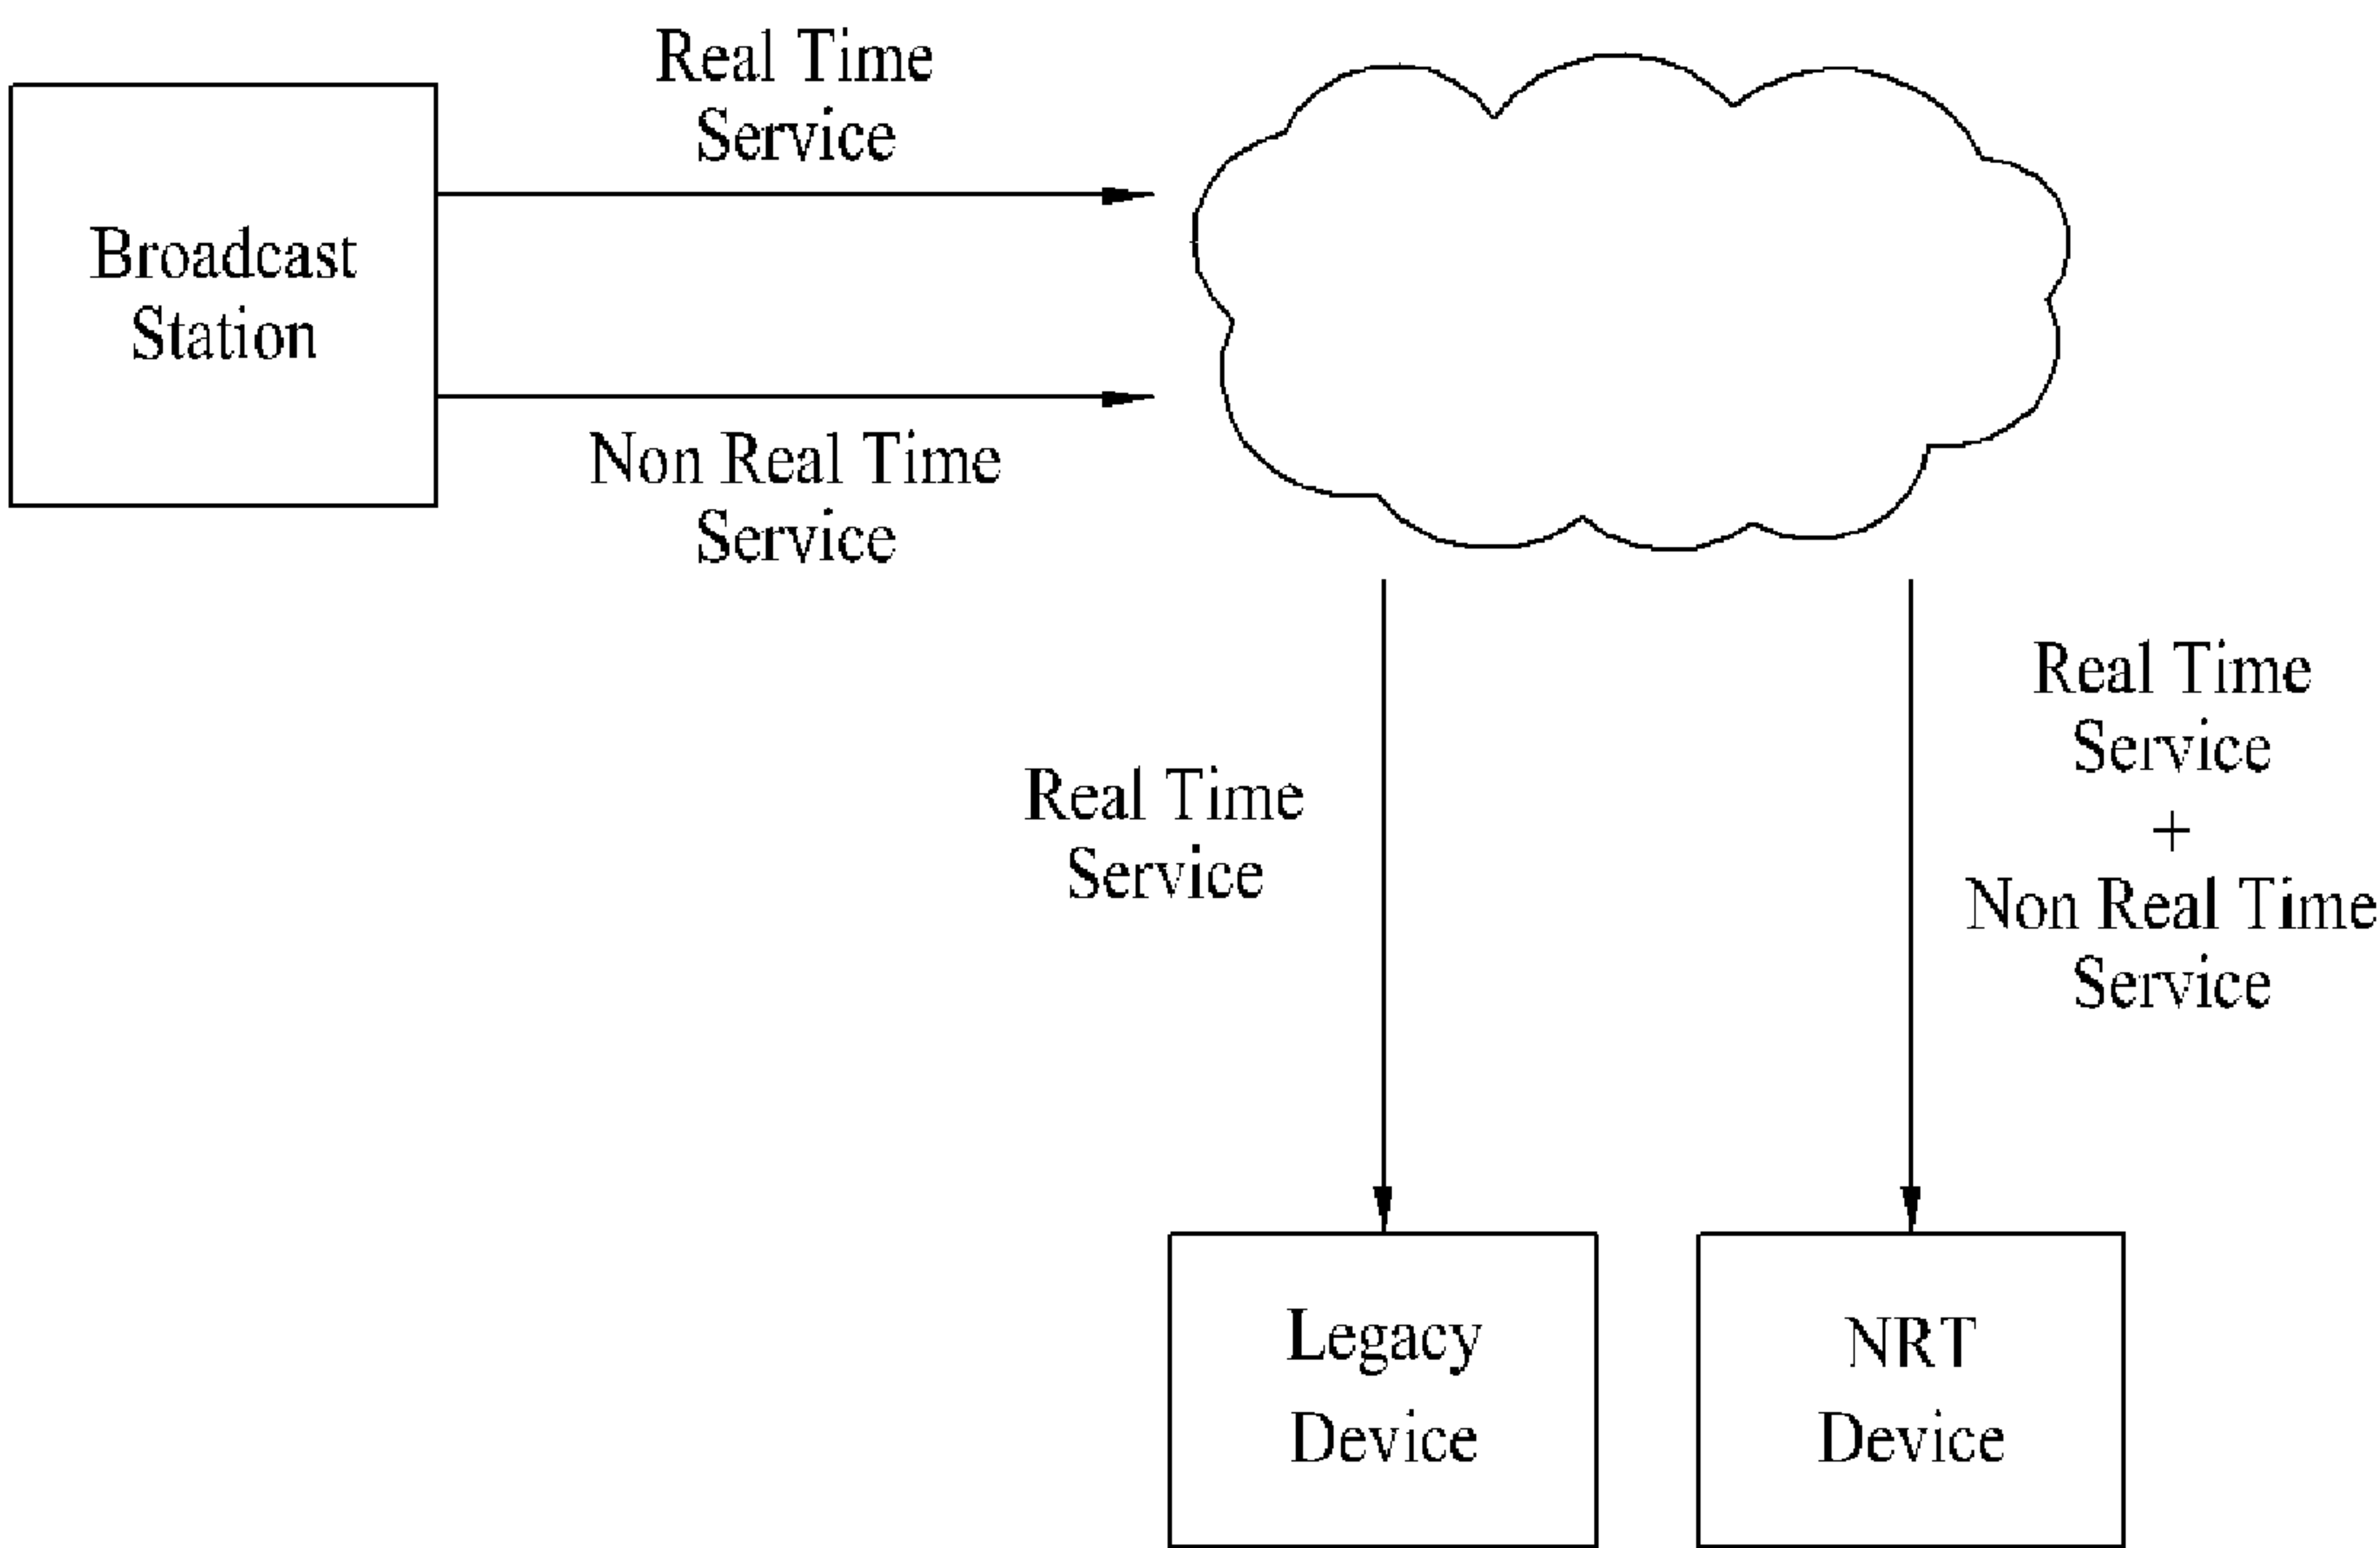 Real Time
Service
Broadcast
Station
Non Real Time
Service
Real Time
Service
Real Time
Service
+
Non Real Time
Service
Legacy
Device
NRT
Device